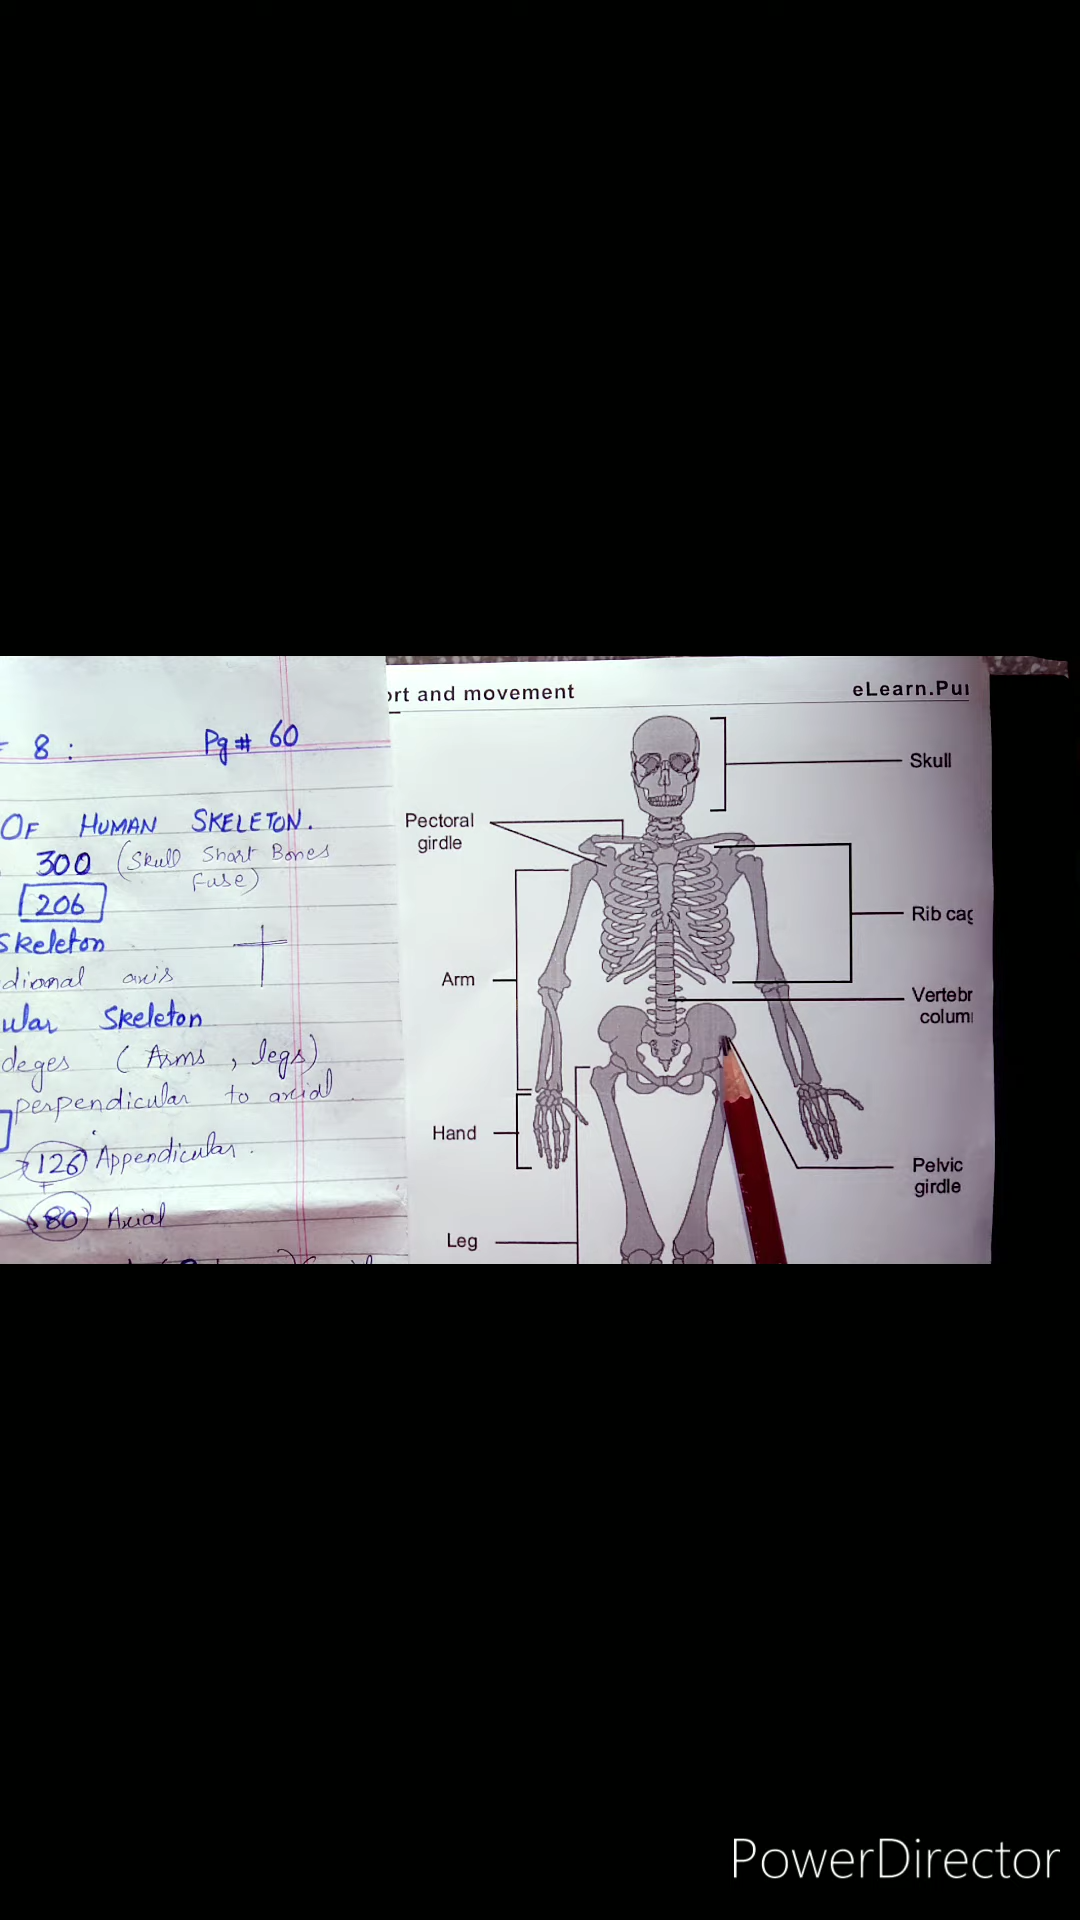 8 : Pg # 60
OF HUMAN SKELETON.
300 (Skull Short Bones
fuse)
206
Skeleton
axis
Skeleton
(Arms, legs)
perpendicular to axial.
126 Appendicular.
+
80 Axial
ort and movement
eLearn.Pu
Skull
Pectoral
girdle
Rib cag
Arm
Vertebr
colum
Hand
Pelvic
girdle
Leg
PowerDirector